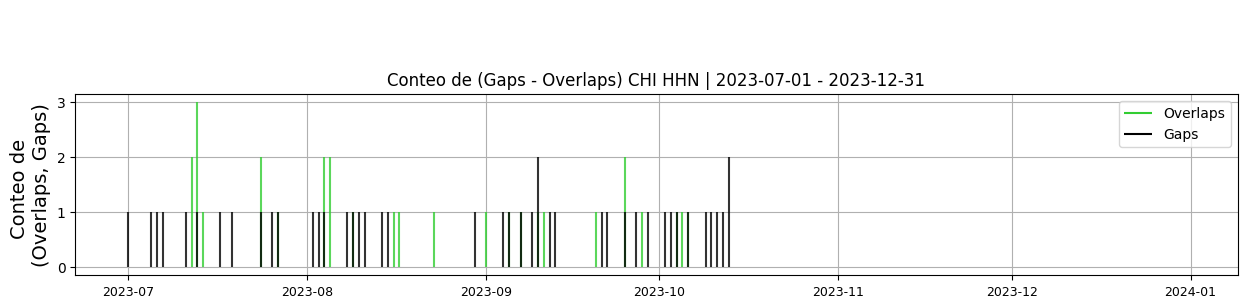 Conteo de (Gaps - Overlaps) CHI HHN | 2023-07-01 - 2023-12-31
Conteo de
(Overlaps, Gaps)
3
2
1
0
Overlaps
Gaps
2023-07
2023-08
2023-09
2023-10
2023-11
2023-12
2024-01